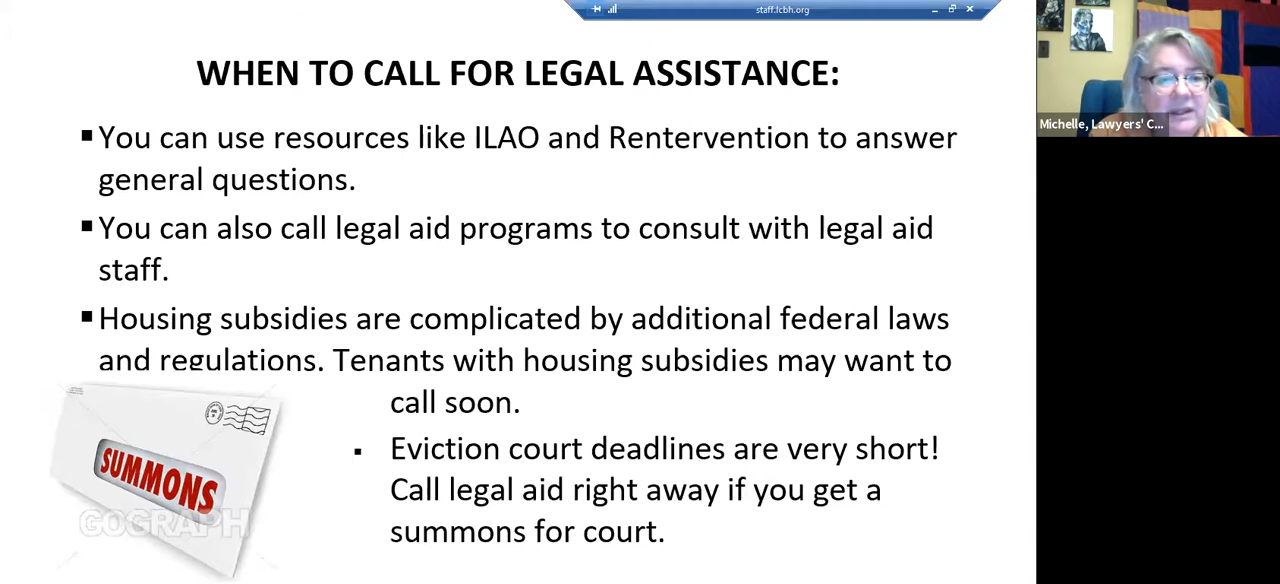 staff.lcbh.org
WHEN TO CALL FOR LEGAL ASSISTANCE:
▪You can use resources like ILAO and Rentervention to answer
general questions.
▪You can also call legal aid programs to consult with legal aid
staff.
▪Housing subsidies are complicated by additional federal laws
and regulations. Tenants with housing subsidies may want to
call soon.
▪ Eviction court deadlines are very short!
Call legal aid right away if you get a
summons for court.
SUMMONS
GOGRAPH
Michelle, Lawyers' C...